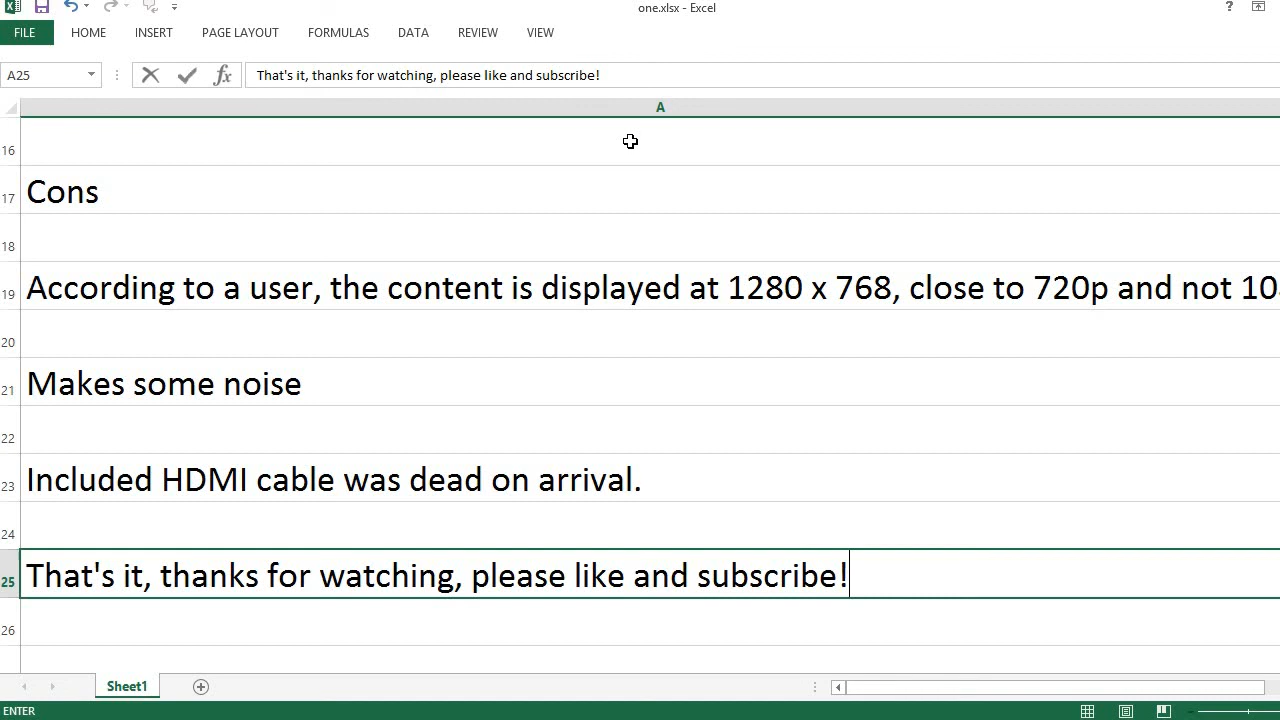 one.xlsx - Excel
?
FILE HOME INSERT PAGE LAYOUT FORMULAS DATA REVIEW VIEW
A25 fx That's it, thanks for watching, please like and subscribe!
A
16
17 Cons
18
19 According to a user, the content is displayed at 1280 x 768, close to 720p and not
20
21 Makes some noise
22
23 Included HDMI cable was dead on arrival.
24
25 That's it, thanks for watching, please like and subscribe!
26
Sheet1
ENTER